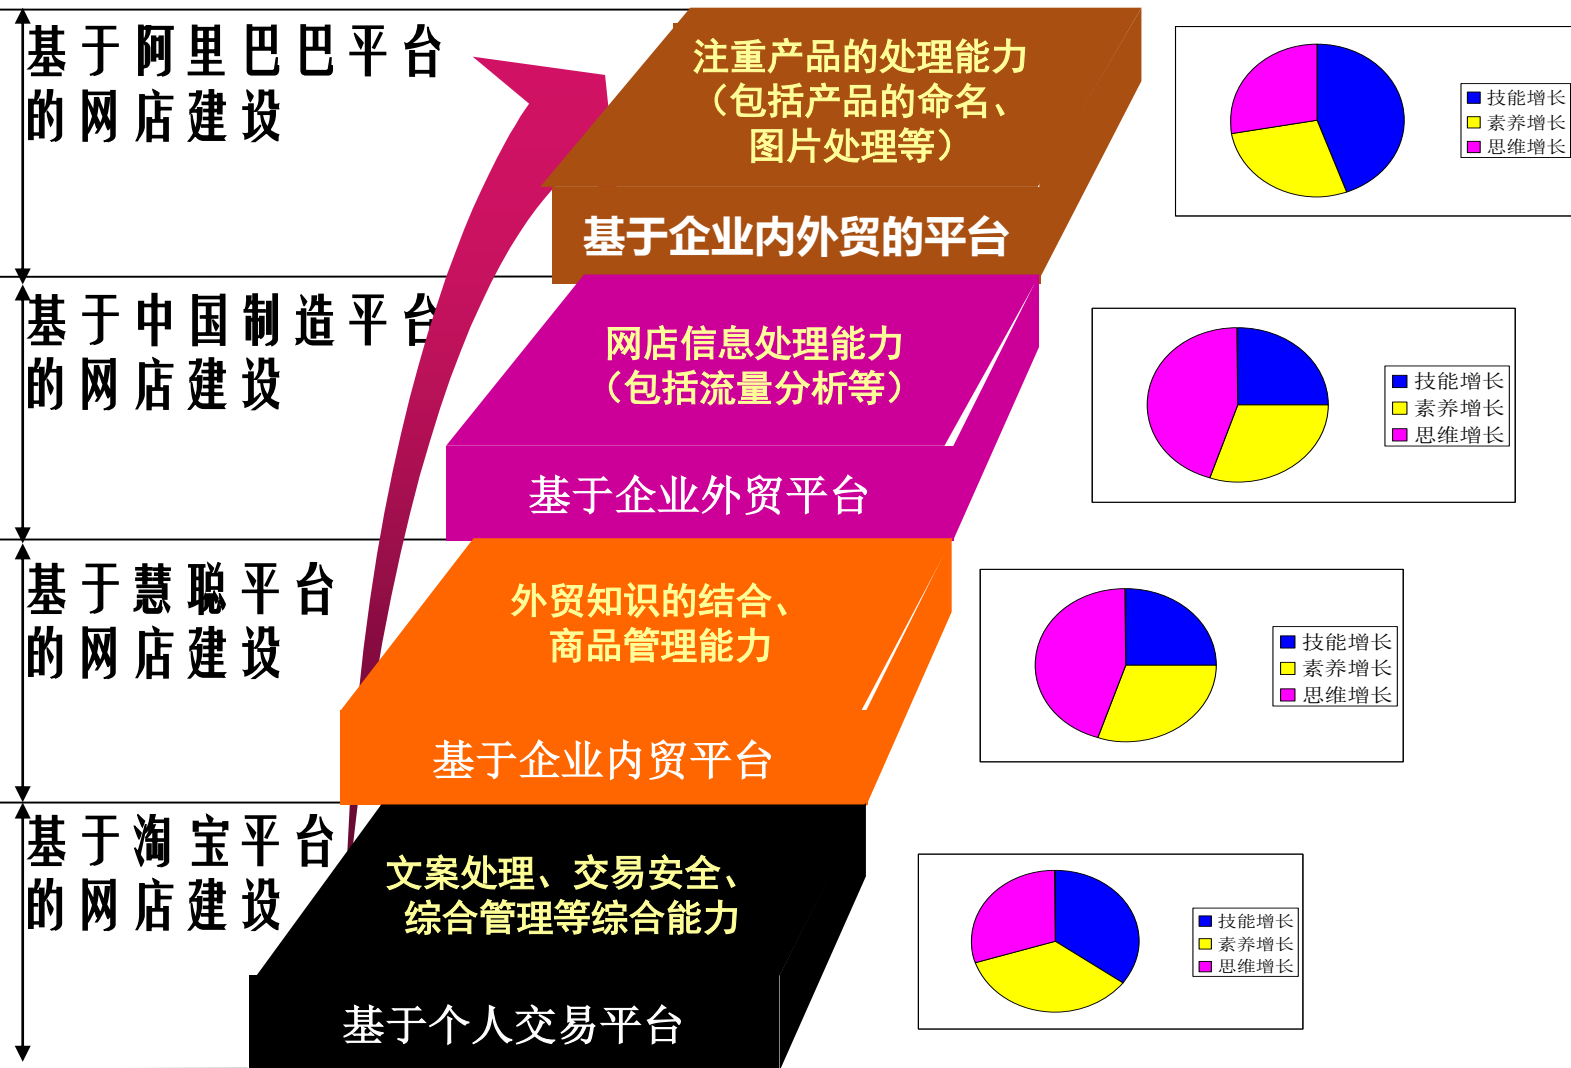 基于阿里巴巴平台
的网店建设
注重产品的处理能力
（包括产品的命名、
图片处理等）
基于企业内外贸的平台
技能增长
素养增长
思维增长
基于中国制造平台
的网店建设
网店信息处理能力
（包括流量分析等）
基于企业外贸平台
技能增长
素养增长
思维增长
基于慧聪平台
的网店建设
外贸知识的结合、
商品管理能力
基于企业内贸平台
技能增长
素养增长
思维增长
基于淘宝平台
的网店建设
文案处理、交易安全、
综合管理等综合能力
基于个人交易平台
技能增长
素养增长
思维增长